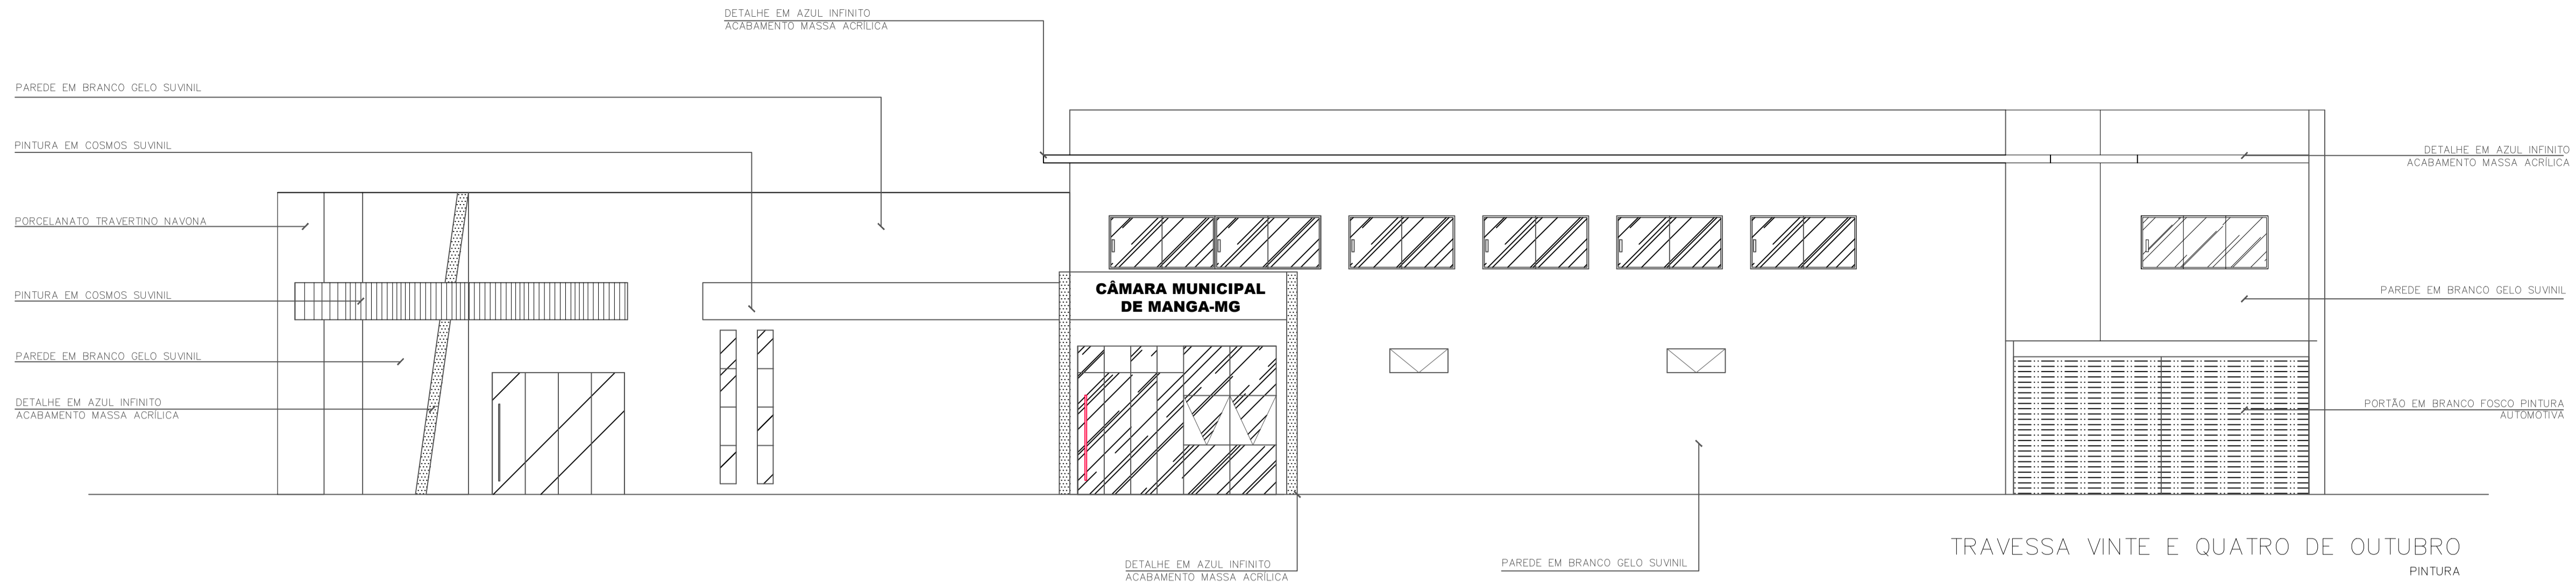 DETALHE EM AZUL INFINITO
ACABAMENTO MASSA ACRÍLICA
PAREDE EM BRANCO GELO SUVINIL
PINTURA EM COSMOS SUVINIL
PORCELANATO TRAVERTINO NAVONA
PINTURA EM COSMOS SUVINIL
PAREDE EM BRANCO GELO SUVINIL
DETALHE EM AZUL INFINITO
ACABAMENTO MASSA ACRÍLICA
CÂMARA MUNICIPAL
DE MANGA-MG
DETALHE EM AZUL INFINITO
ACABAMENTO MASSA ACRÍLICA
PAREDE EM BRANCO GELO SUVINIL
PORTÃO EM BRANCO FOSCO PINTURA
AUTOMOTIVA
DETALHE EM AZUL INFINITO
ACABAMENTO MASSA ACRÍLICA
PAREDE EM BRANCO GELO SUVINIL
TRAVESSA VINTE E QUATRO DE OUTUBRO
PINTURA